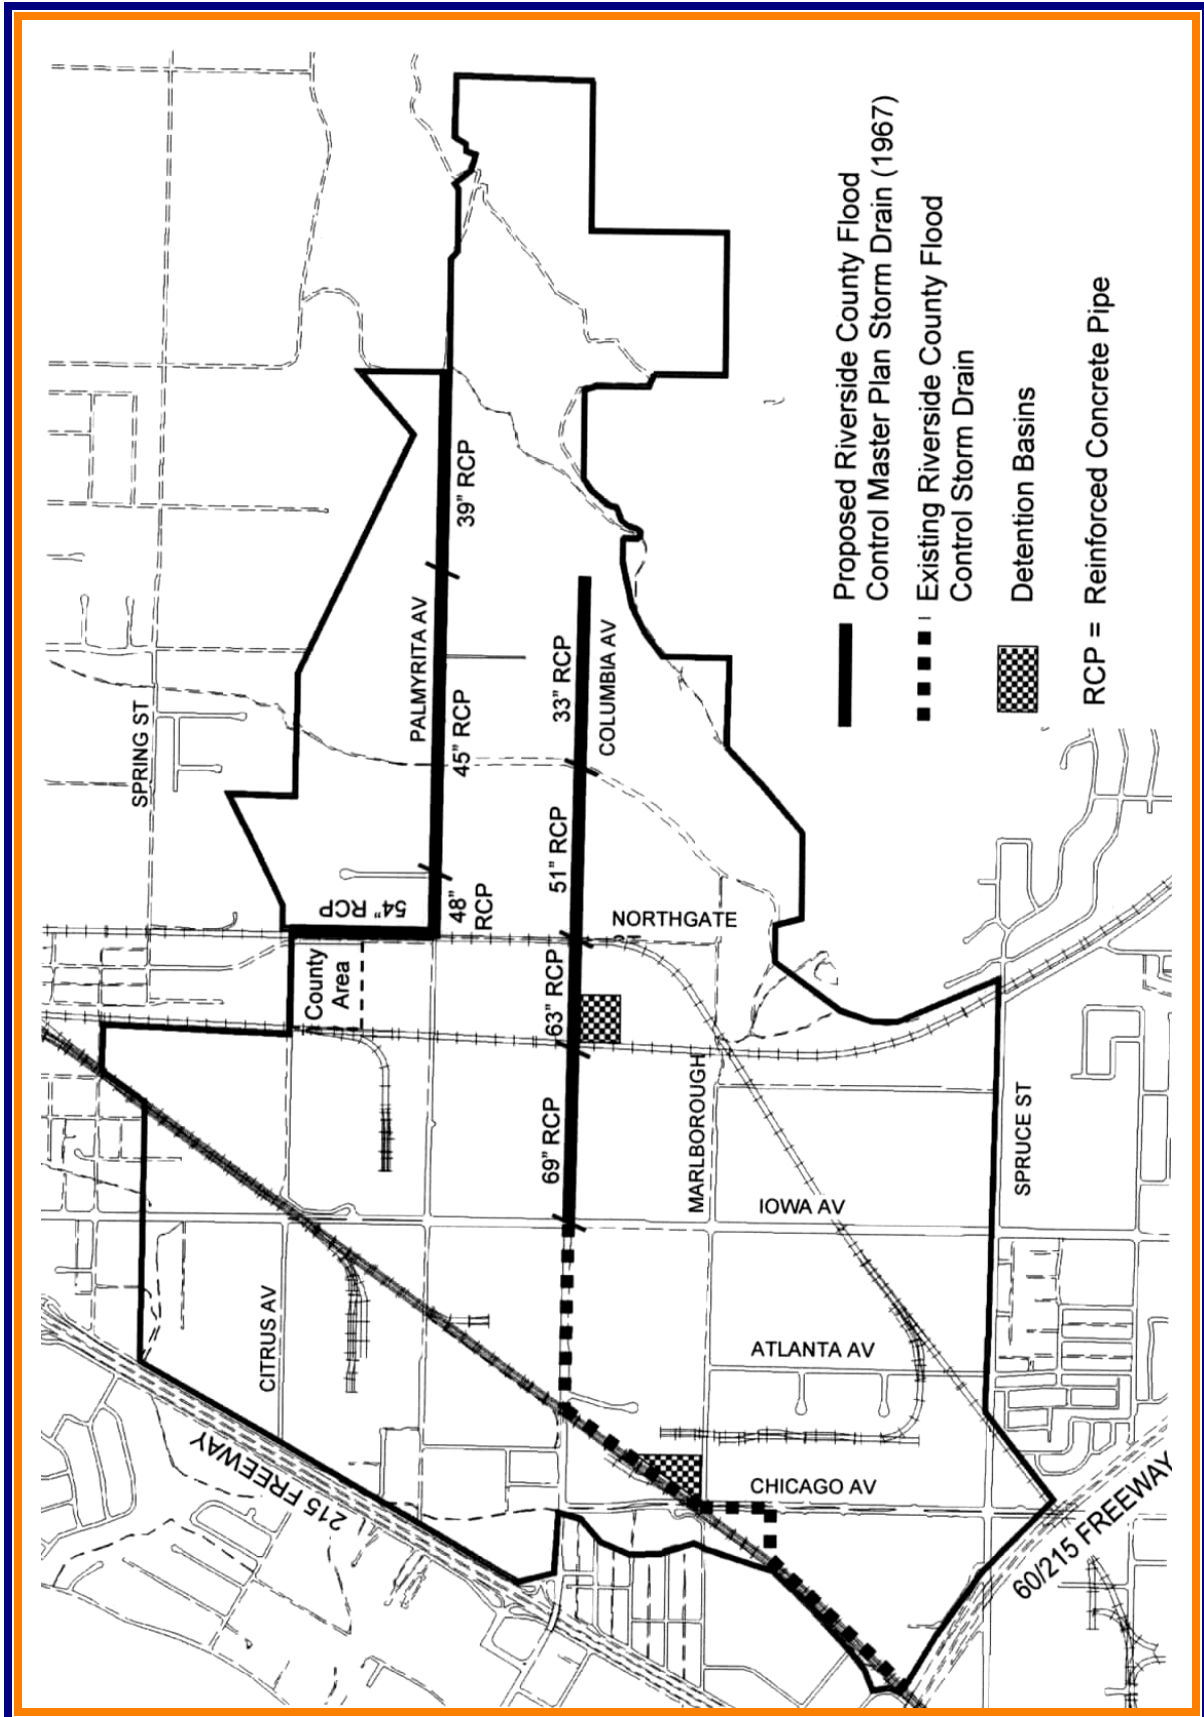 SPRING ST
PALMYRITA AV
39” RCP
45” RCP
48”
RCP
54” RCP
33” RCP
COLUMBIA AV
51” RCP
63” RCP
69” RCP
NORTHGATE
County
Area
MARLBOROUGH
IOWA AV
SPRUCE ST
CITRUS AV
ATLANTA AV
CHICAGO AV
215 FREEWAY
60/215 FREEWAY
Proposed Riverside County Flood
Control Master Plan Storm Drain (1967)
Existing Riverside County Flood
Control Storm Drain
Detention Basins
RCP = Reinforced Concrete Pipe